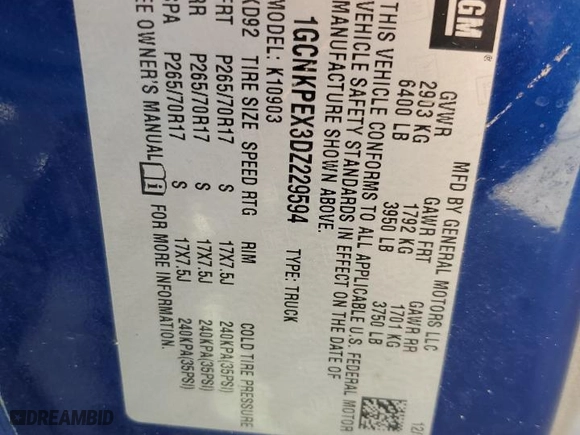 GM ®
MFD BY GENERAL MOTORS LLC 12/
GVWR GAWR FRT GAWR RR
2903 KG 1792 KG 1701 KG
6400 LB 3950 LB 3750 LB
THIS VEHICLE CONFORMS TO ALL APPLICABLE U.S. FEDERAL MOTOR
VEHICLE SAFETY STANDARDS IN EFFECT ON THE DATE OF
MANUFACTURE SHOWN ABOVE.
1GCNKPEX3DZ229594 TYPE: TRUCK
MODEL: K10903
KD92 TIRE SIZE SPEED RTG RIM COLD TIRE PRESSURE
FRT P265/70R17 S 17X7.5J 240KPA(35PSI)
RR P265/70R17 S 17X7.5J 240KPA(35PSI)
SPA P265/70R17 S 17X7.5J 240KPA(35PSI)
EE OWNER'S MANUAL FOR MORE INFORMATION.
DREAMBID